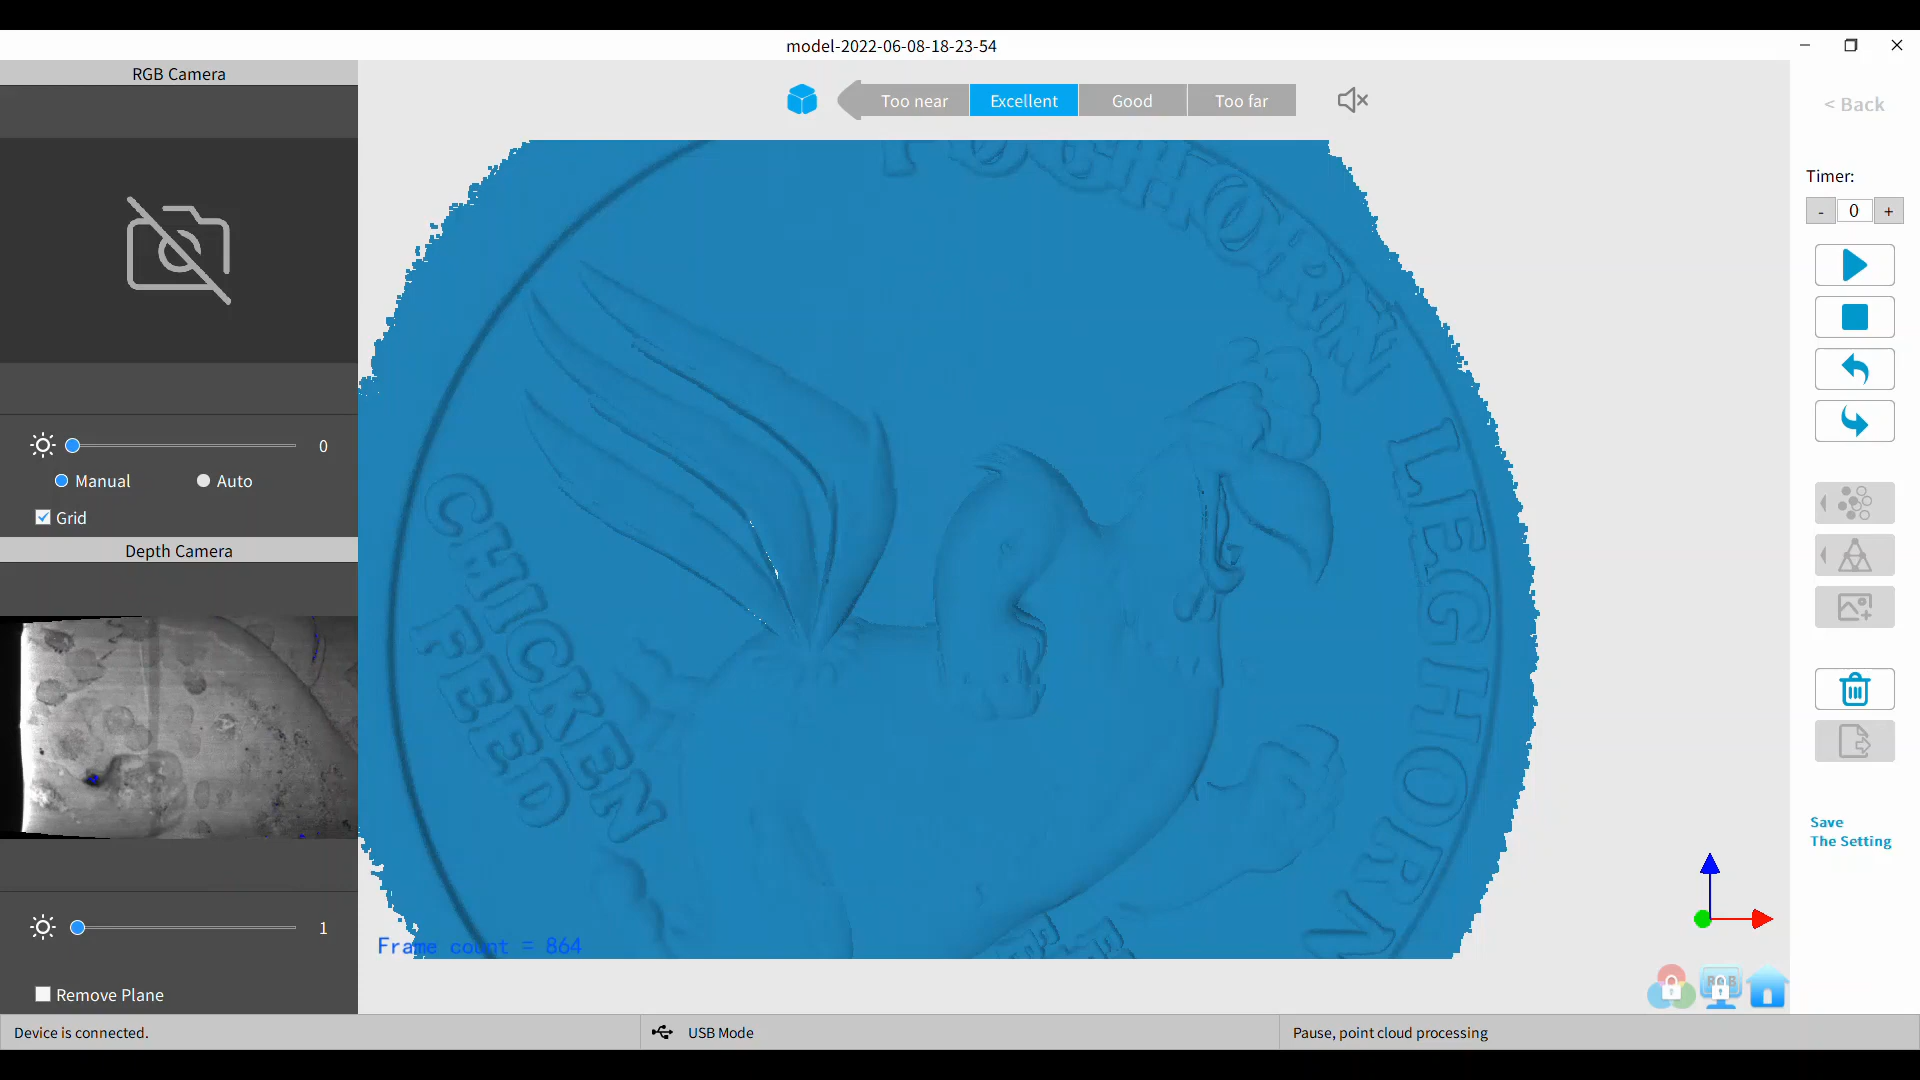 model-2022-06-08-18-23-54
RGB Camera
Too near
Excellent
Good
Too far
< Back
Timer:
- 0 +
0
Manual
Auto
Grid
Depth Camera
FOGHORN LEGHORN
CHICKEN
FEED
1
Remove Plane
Frame count = 864
Save
The Setting
RGB
Device is connected.
USB Mode
Pause, point cloud processing